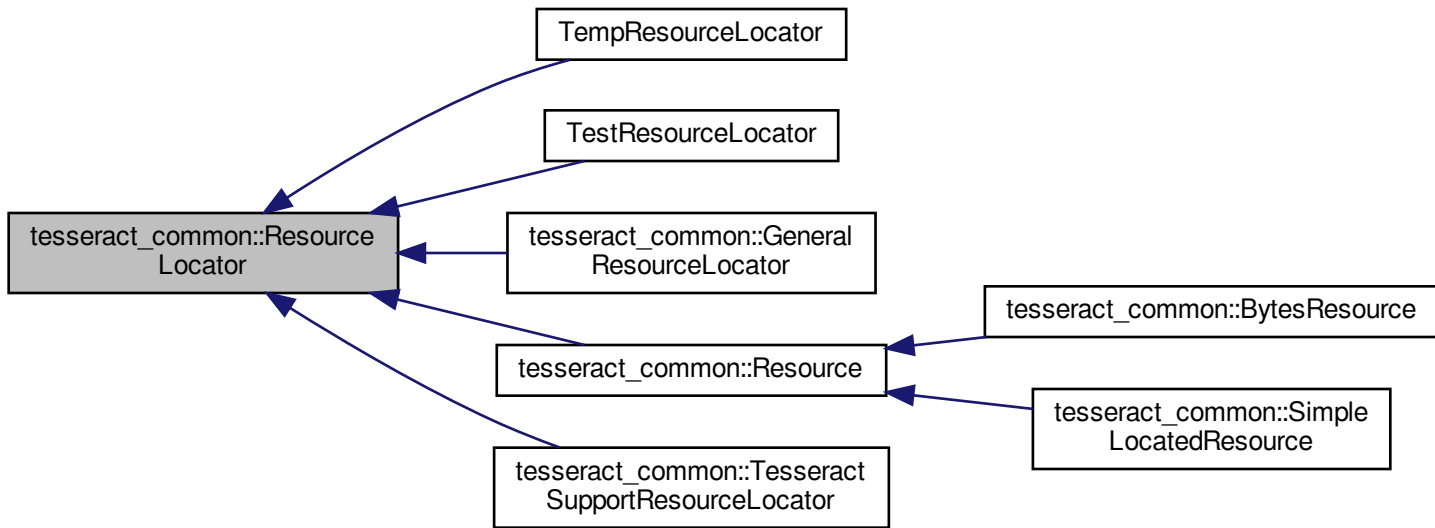 TempResourceLocator
TestResourceLocator
tesseract_common::Resource
Locator
tesseract_common::General
ResourceLocator
tesseract_common::BytesResource
tesseract_common::Resource
tesseract_common::Simple
LocatedResource
tesseract_common::Tesseract
SupportResourceLocator